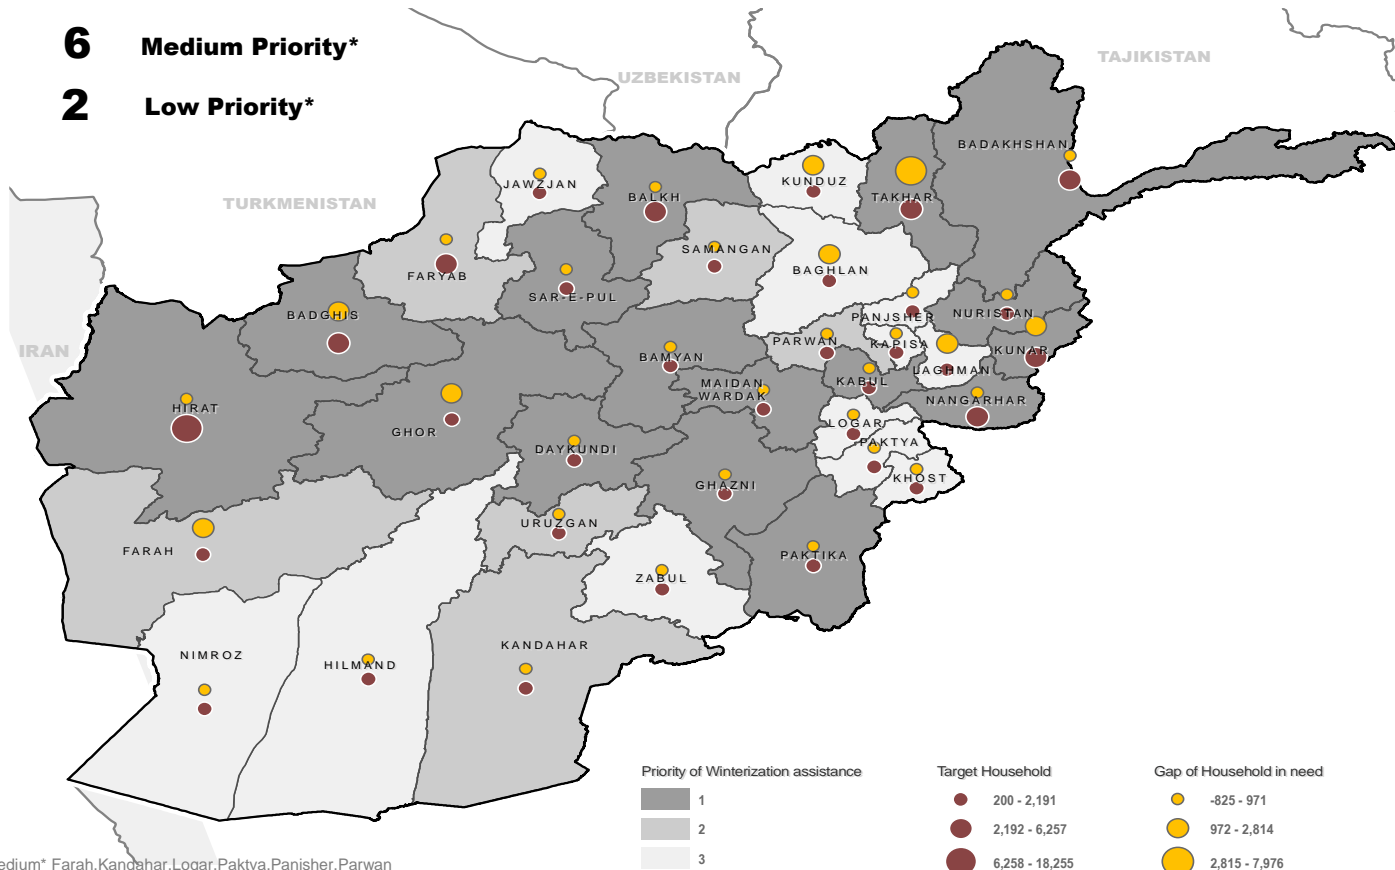 6 Medium Priority*
2 Low Priority*
TAJIKISTAN
UZBEKISTAN
TURKMENISTAN
IRAN
BADAKHSHAN
JAWZJAN
KUNDUZ
BALKH
TAKHAR
FARYAB
SAMANGAN
BAGHLAN
SAR-E-PUL
BADGHIS
PANJSHER
NURISTAN
PARWAN
KAPISA
KUNAR
BAMYAN
LAGHMAN
KABUL
MAIDAN
WARDAK
NANGARHAR
HIRAT
GHOR
LOGAR
PAKTYA
DAYKUNDI
GHAZNI
KHOST
URUZGAN
FARAH
PAKTIKA
ZABUL
KANDAHAR
NIMROZ
HILMAND
Priority of Winterization assistance
1
2
3
Target Household
200 - 2,191
2,192 - 6,257
6,258 - 18,255
Gap of Household in need
-825 - 971
972 - 2,814
2,815 - 7,976
edium* Farah,Kandahar,Logar,Paktya,Panjsher,Parwan